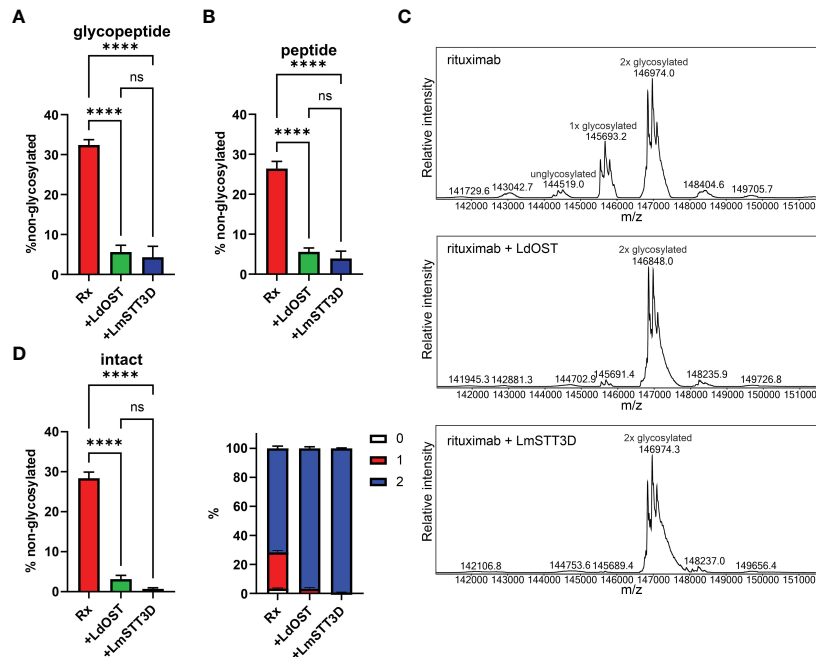 A
glycopeptide
****
ns
****
%non-glycosylated
40
30
20
10
0
Rx
+LdOST
+LmSTT3D
B
peptide
****
ns
****
% non-glycosylated
40
30
20
10
0
Rx
+LdOST
+LmSTT3D
C
rituximab
Relative intensity
2x glycosylated
146974.0
1x glycosylated
145693.2
unglycosylated
144519.0
141729.6
143042.7
148404.6
149705.7
142000 143000 144000 145000 146000 147000 148000 149000 150000 151000
m/z
rituximab + LdOST
Relative intensity
2x glycosylated
146848.0
141945.3
142881.3
144702.9
145691.4
148235.9
149726.8
142000 143000 144000 145000 146000 147000 148000 149000 150000 151000
m/z
rituximab + LmSTT3D
Relative intensity
2x glycosylated
146974.3
142106.8
144753.6
145689.4
148237.0
149656.4
142000 143000 144000 145000 146000 147000 148000 149000 150000 151000
m/z
D
intact
****
ns
****
% non-glycosylated
40
30
20
10
0
Rx
+LdOST
+LmSTT3D
%
100
80
60
40
20
0
Rx
+LdOST
+LmSTT3D
0
1
2